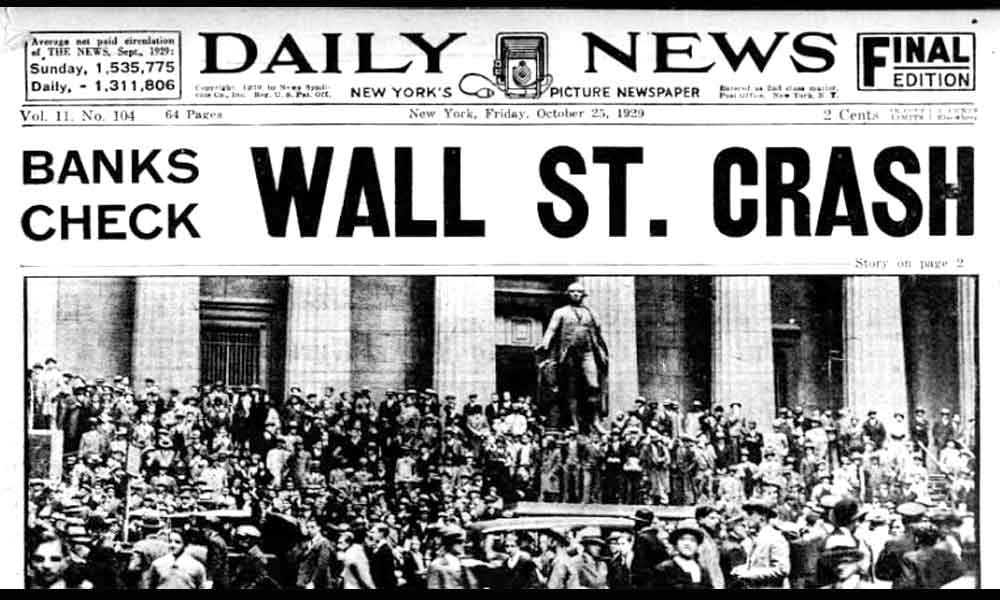 Average net paid circulation
of THE NEWS, Sept., 1929:
Sunday, 1,535,775
Daily, - 1,311,806
DAILY NEWS
Copyright, 1929, by News Syndi-
cate Co., Inc. Reg. U. S. Pat. Off.
NEW YORK'S PICTURE NEWSPAPER
Entered as 2nd class matter,
Post Office, New York, N. Y.
FINAL
EDITION
Vol. 11. No. 104 64 Pages New York, Friday, October 25, 1929 2 Cents
BANKS
CHECK
WALL ST. CRASH
Story on page 2